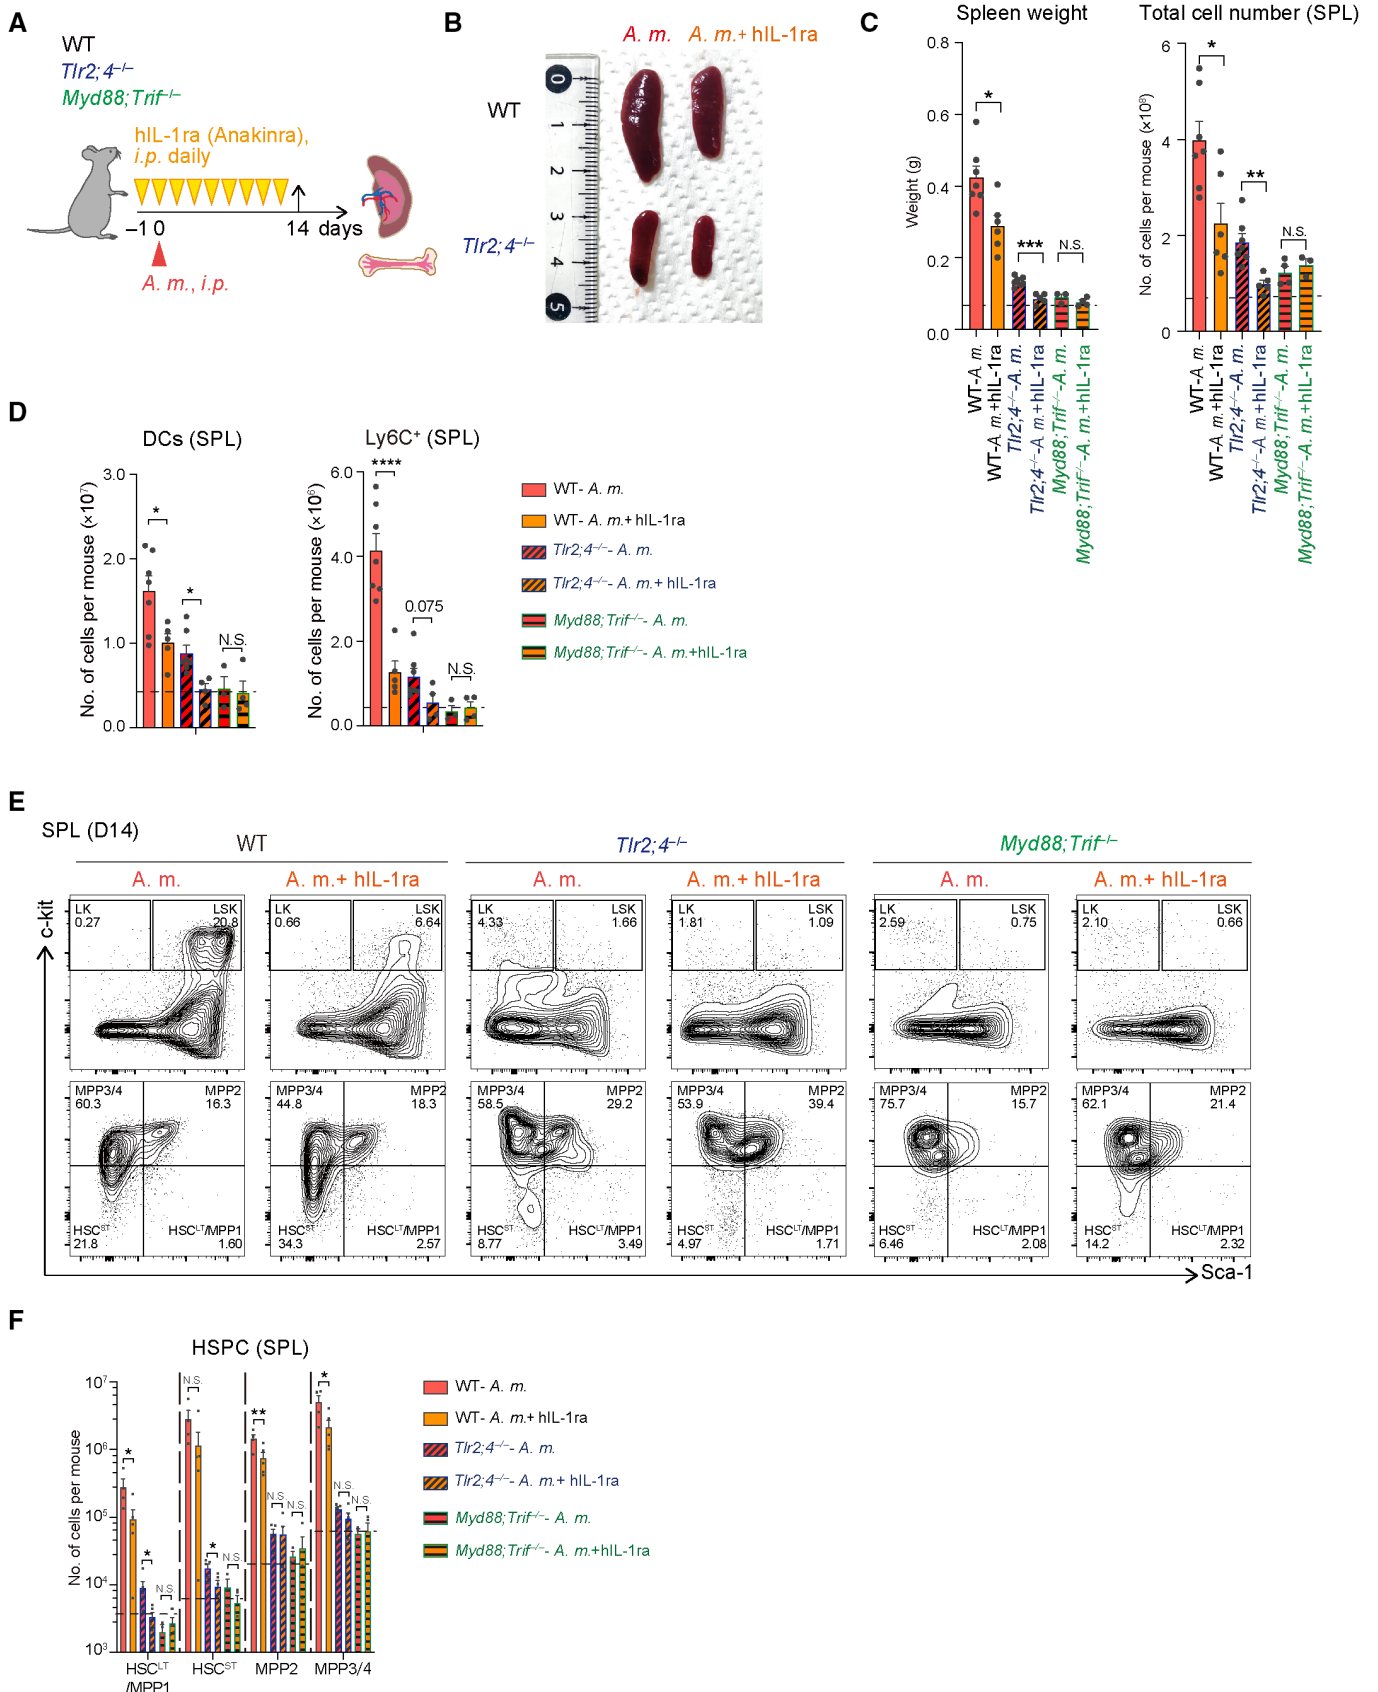 A
WT
Tlr2;4–/–
Myd88;Trif–/–
hIL-1ra (Anakinra),
i.p. daily
–1 0 14 days
A. m., i.p.
B
A. m. A. m.+ hIL-1ra
WT
Tlr2;4–/–
0
1
2
3
4
5
C
Spleen weight
Weight (g)
0.8
0.6
0.4
0.2
0.0
*
***
N.S.
WT-A. m.
WT-A. m.+hIL-1ra
Tlr2;4–/–-A. m.
Tlr2;4–/–-A. m.+hIL-1ra
Myd88;Trif–/–-A. m.
Myd88;Trif–/–-A. m.+hIL-1ra
Total cell number (SPL)
No. of cells per mouse (×10⁸)
6
4
2
0
*
**
N.S.
WT-A. m.
WT-A. m.+hIL-1ra
Tlr2;4–/–-A. m.
Tlr2;4–/–-A. m.+hIL-1ra
Myd88;Trif–/–-A. m.
Myd88;Trif–/–-A. m.+hIL-1ra
D
DCs (SPL)
No. of cells per mouse (×10⁷)
3.0
2.0
1.0
0.0
*
*
N.S.
Ly6C⁺ (SPL)
No. of cells per mouse (×10⁶)
6.0
4.0
2.0
0.0
****
0.075
N.S.
WT- A. m.
WT- A. m.+ hIL-1ra
Tlr2;4–/–- A. m.
Tlr2;4–/–- A. m.+ hIL-1ra
Myd88;Trif–/–- A. m.
Myd88;Trif–/–- A. m.+hIL-1ra
E
SPL (D14)
WT Tlr2;4–/– Myd88;Trif–/–
A. m. A. m.+ hIL-1ra A. m. A. m.+ hIL-1ra A. m. A. m.+ hIL-1ra
c-kit
LK LSK LK LSK LK LSK LK LSK LK LSK LK LSK
0.27 20.8 0.66 6.64 4.33 1.66 1.81 1.09 2.59 0.75 2.10 0.66
MPP3/4 MPP2 MPP3/4 MPP2 MPP3/4 MPP2 MPP3/4 MPP2 MPP3/4 MPP2 MPP3/4 MPP2
60.3 16.3 44.8 18.3 58.5 29.2 53.9 39.4 75.7 15.7 62.1 21.4
HSCST HSCLT/MPP1 HSCST HSCLT/MPP1 HSCST HSCLT/MPP1 HSCST HSCLT/MPP1 HSCST HSCLT/MPP1 HSCST HSCLT/MPP1
21.8 1.60 34.3 2.57 8.77 3.49 4.97 1.71 6.46 2.08 14.2 2.32
Sca-1
F
HSPC (SPL)
No. of cells per mouse
10⁷
10⁶
10⁵
10⁴
10³
*
*
N.S.
N.S.
*
N.S.
**
N.S.
N.S.
*
N.S.
N.S.
HSCLT
/MPP1
HSCST
MPP2
MPP3/4
WT- A. m.
WT- A. m.+ hIL-1ra
Tlr2;4–/–- A. m.
Tlr2;4–/–- A. m.+ hIL-1ra
Myd88;Trif–/–- A. m.
Myd88;Trif–/–- A. m.+hIL-1ra